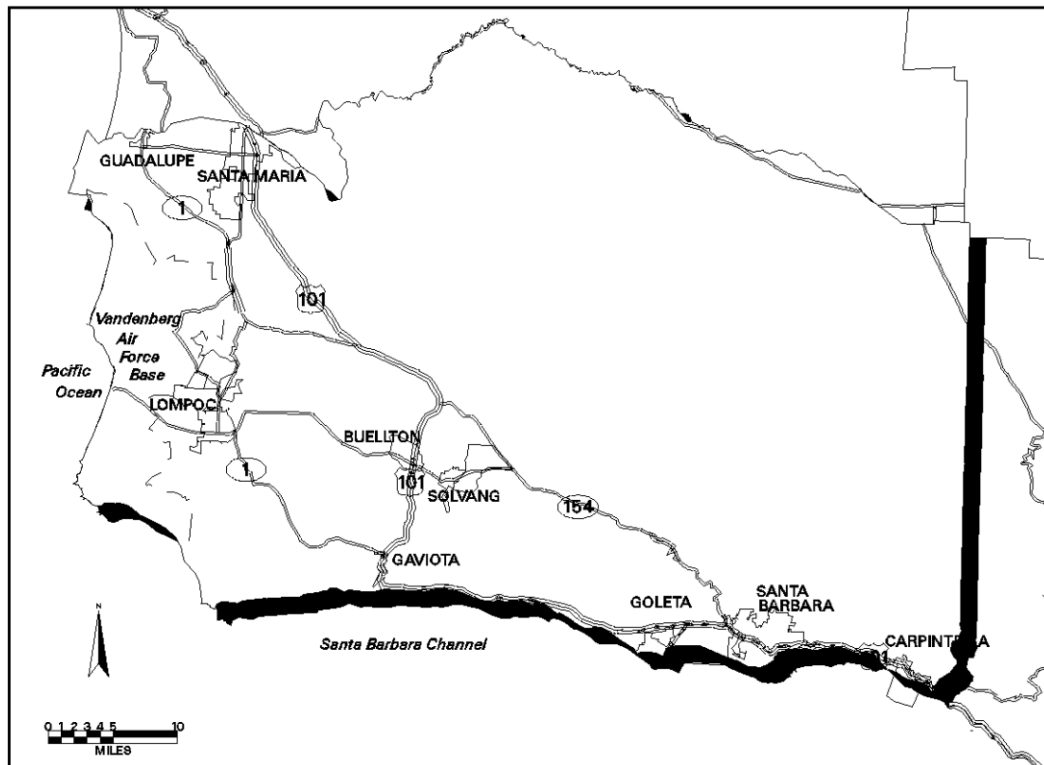 GUADALUPE
SANTA MARIA
1
101
Vandenberg
Air
Force
Base
Pacific
Ocean
LOMPOC
BUELLTON
1
101
SOLVANG
154
GAVIOTA
GOLETA
SANTA
BARBARA
CARPINTERIA
Santa Barbara Channel
N
0 1 2 3 4 5 10
MILES